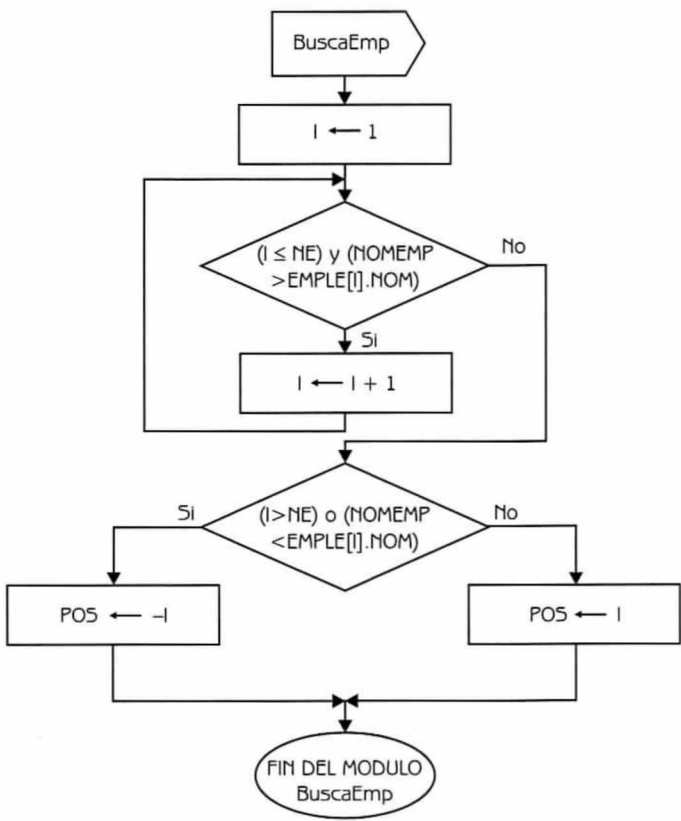 BuscaEmp
I ← 1
(I ≤ NE) y (NOMEMP
>EMPLE[I].NOM)
No
Si
I ← I + 1
(I>NE) o (NOMEMP
<EMPLE[I].NOM)
Si
No
POS ← –I
POS ← I
FIN DEL MODULO
BuscaEmp